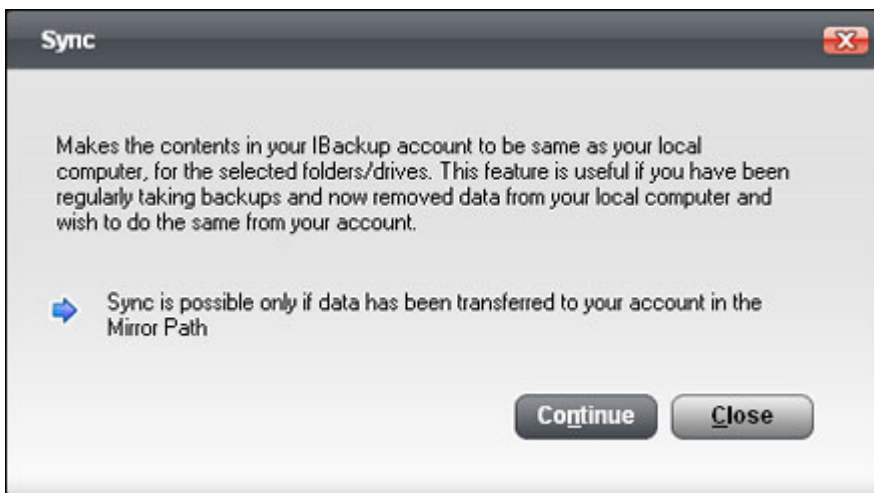 Sync
Makes the contents in your IBackup account to be same as your local
computer, for the selected folders/drives. This feature is useful if you have been
regularly taking backups and now removed data from your local computer and
wish to do the same from your account.
Sync is possible only if data has been transferred to your account in the
Mirror Path
Continue
Close